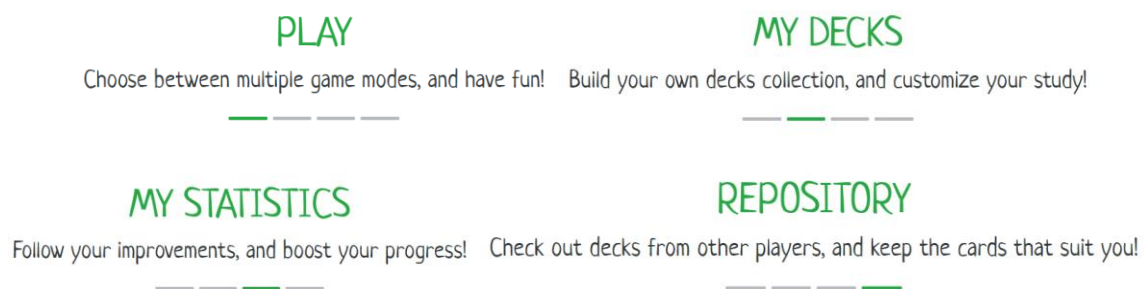 PLAY
Choose between multiple game modes, and have fun!
MY DECKS
Build your own decks collection, and customize your study!
MY STATISTICS
Follow your improvements, and boost your progress!
REPOSITORY
Check out decks from other players, and keep the cards that suit you!